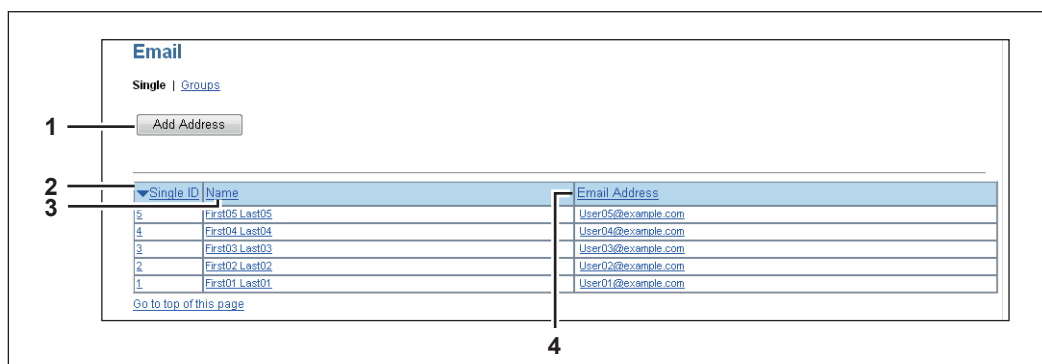 Email
Single | Groups
1 Add Address
2 Single ID Name Email Address
3
5 First05 Last05 User05@example.com
4 First04 Last04 User04@example.com
3 First03 Last03 User03@example.com
2 First02 Last02 User02@example.com
1 First01 Last01 User01@example.com
Go to top of this page
4